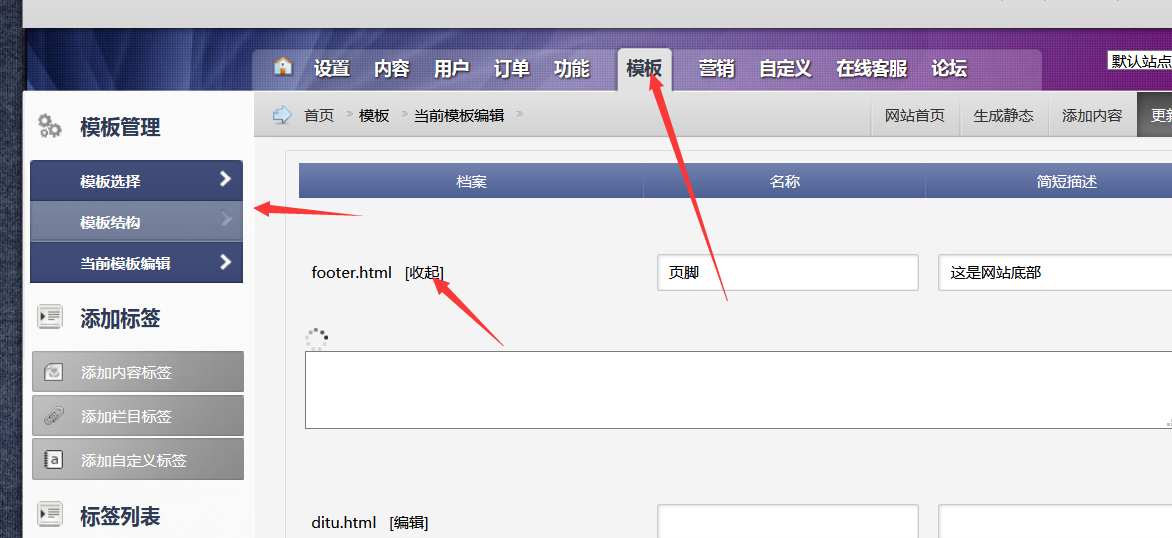 设置 内容 用户 订单 功能 模板 营销 自定义 在线客服 论坛 默认站点
模板管理
首页 » 模板 » 当前模板编辑 »
网站首页 生成静态 添加内容 更新
模板选择
模板结构
当前模板编辑
档案 名称 简短描述
footer.html [收起] 页脚 这是网站底部
添加标签
添加内容标签
添加栏目标签
a 添加自定义标签
标签列表
ditu.html [编辑]